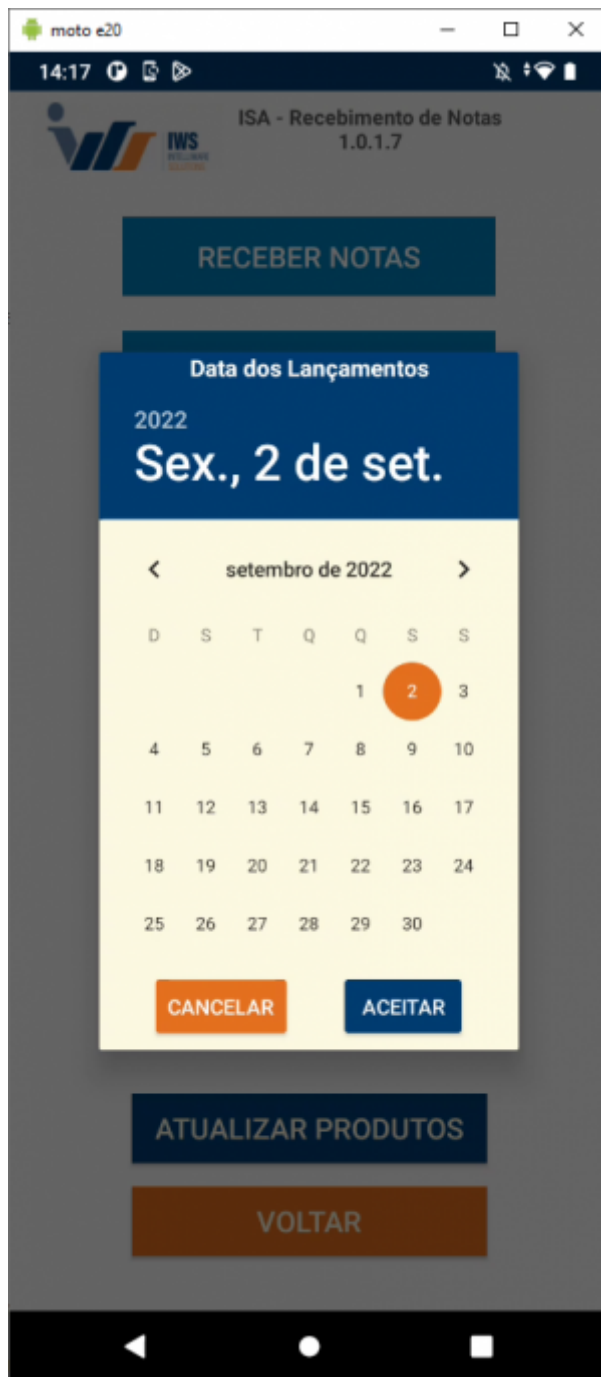 moto e20
14:17
ISA - Recebimento de Notas
1.0.1.7
IWS
RECEBER NOTAS
Data dos Lançamentos
2022
Sex., 2 de set.
setembro de 2022
D S T Q Q S S
1 2 3
4 5 6 7 8 9 10
11 12 13 14 15 16 17
18 19 20 21 22 23 24
25 26 27 28 29 30
CANCELAR ACEITAR
ATUALIZAR PRODUTOS
VOLTAR